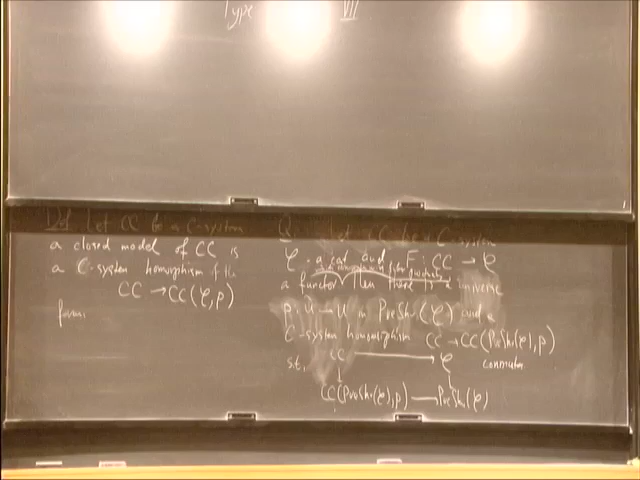 Type VII
Def Let CC be a C-system
a closed model of CC is
a C-system homomorphism of the
form
CC → CC(𝒞,p)
Let CC be a C-system
𝒞 - a cat and F: CC → 𝒞
a functor Then there is a universe
p: Ũ → U in PreShv(𝒞) and a
C-system homomorphism CC → CC(PreShv(𝒞),p)
s.t. CC → 𝒞 commutes
↓ ↓
CC(PreShv(𝒞),p) → PreShv(𝒞)